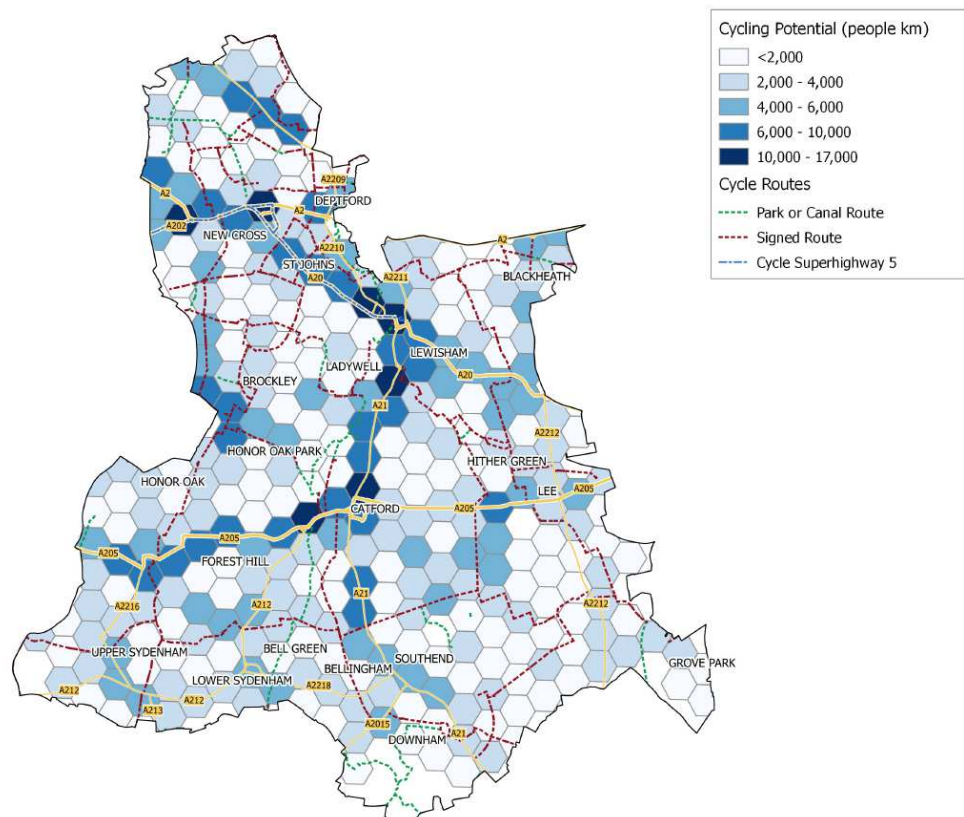 Cycling Potential (people km)
<2,000
2,000 - 4,000
4,000 - 6,000
6,000 - 10,000
10,000 - 17,000
Cycle Routes
Park or Canal Route
Signed Route
Cycle Superhighway 5
A2209
A2
DEPTFORD
A2
A202
NEW CROSS
A2210
A2
ST JOHNS
A20
A2211
BLACKHEATH
LEWISHAM
LADYWELL
A20
BROCKLEY
A21
A2212
HONOR OAK PARK
HITHER GREEN
HONOR OAK
LEE
A205
CATFORD
A205
A205
A205
FOREST HILL
A21
A2216
A212
A2212
BELL GREEN
UPPER SYDENHAM
SOUTHEND
BELLINGHAM
GROVE PARK
LOWER SYDENHAM
A2218
A212
A212
A213
A2015
A21
DOWNHAM